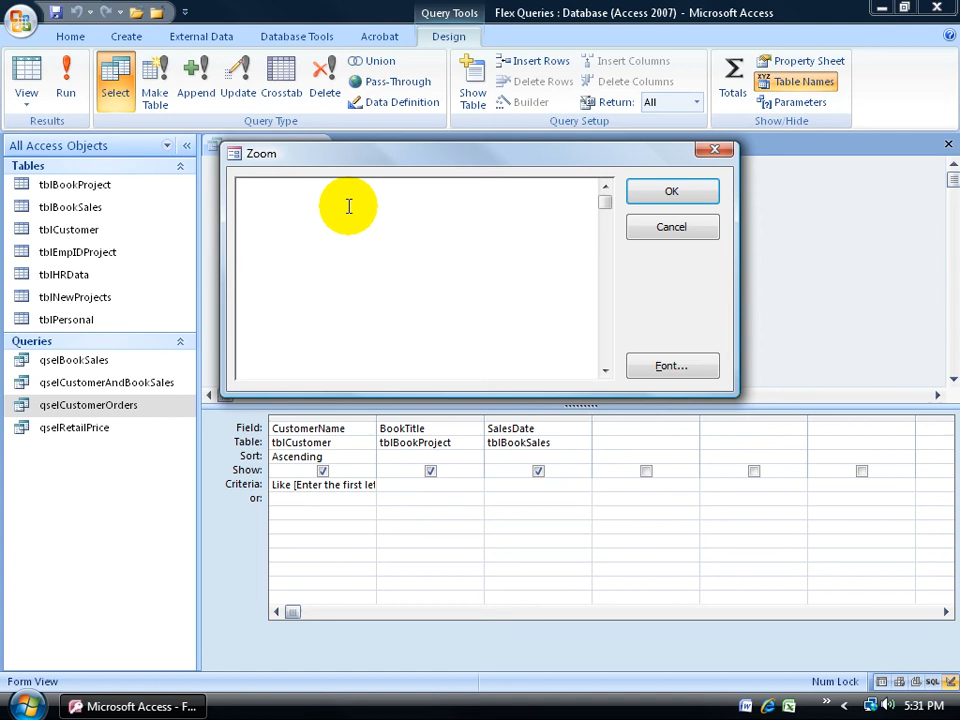 Query Tools
Flex Queries : Database (Access 2007) - Microsoft Access
Home
Create
External Data
Database Tools
Acrobat
Design
View
Run
Results
Select
Make Table
Append
Update
Crosstab
Delete
Union
Pass-Through
Data Definition
Query Type
Show Table
Insert Rows
Delete Rows
Builder
Insert Columns
Delete Columns
Return: All
Query Setup
Totals
Property Sheet
Table Names
Parameters
Show/Hide
All Access Objects
Tables
tblBookProject
tblBookSales
tblCustomer
tblEmpIDProject
tblHRData
tblNewProjects
tblPersonal
Queries
qselBookSales
qselCustomerAndBookSales
qselCustomerOrders
qselRetailPrice
Zoom
OK
Cancel
Font...
Field: CustomerName BookTitle SalesDate
Table: tblCustomer tblBookProject tblBookSales
Sort: Ascending
Show:
Criteria: Like [Enter the first let
or:
Form View
Num Lock
SQL
Microsoft Access - F...
5:31 PM